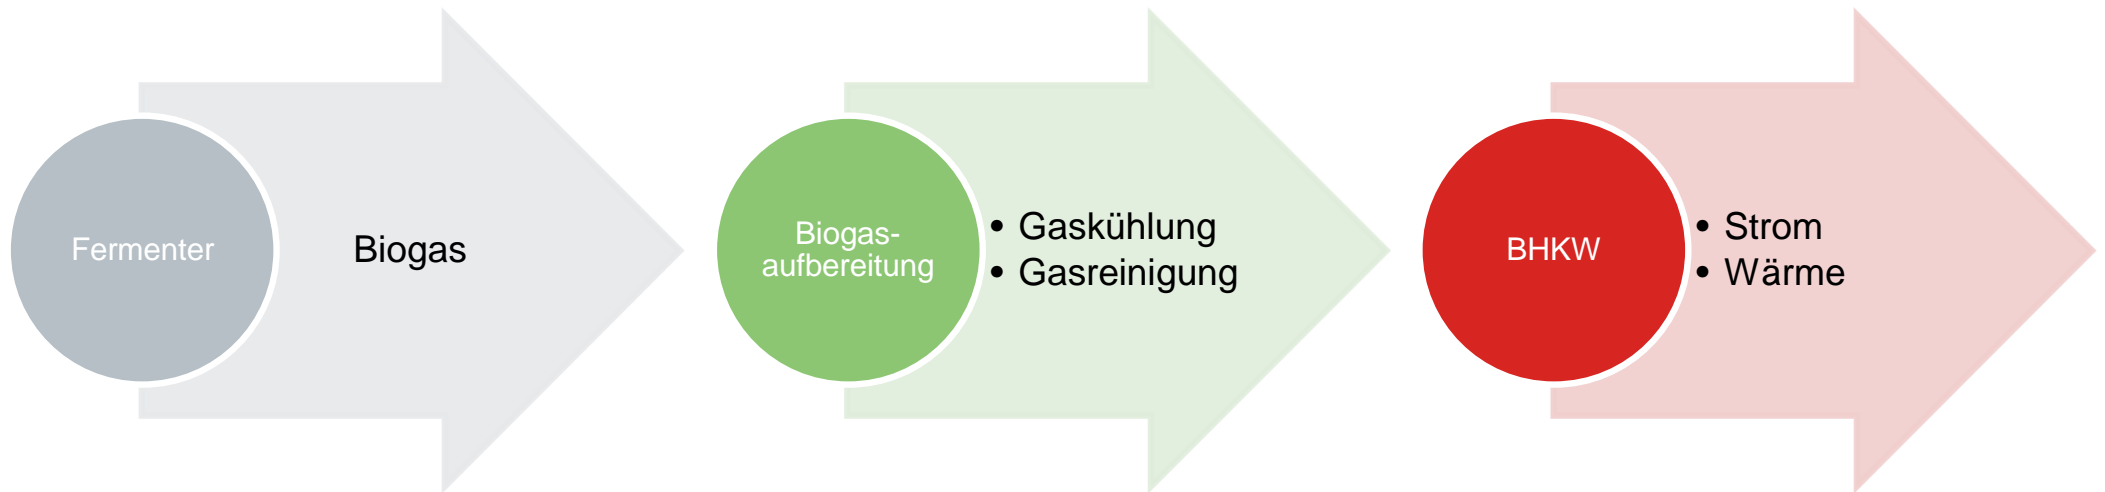 Fermenter
Biogas
Biogas-
aufbereitung
• Gaskühlung
• Gasreinigung
BHKW
• Strom
• Wärme